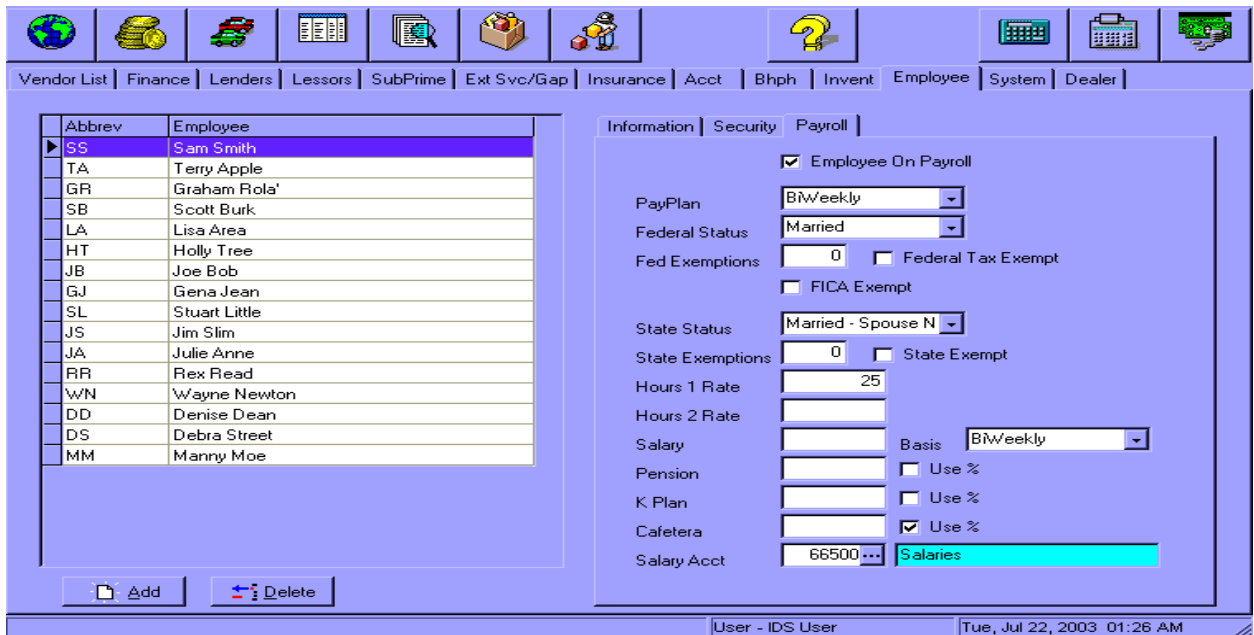 Vendor List Finance Lenders Lessors SubPrime Ext Svc/Gap Insurance Acct Bhph Invent Employee System Dealer
Abbrev Employee
SS Sam Smith
TA Terry Apple
GR Graham Rola'
SB Scott Burk
LA Lisa Area
HT Holly Tree
JB Joe Bob
GJ Gena Jean
SL Stuart Little
JS Jim Slim
JA Julie Anne
RR Rex Read
WN Wayne Newton
DD Denise Dean
DS Debra Street
MM Manny Moe
Add Delete
Information Security Payroll
Employee On Payroll
PayPlan BiWeekly
Federal Status Married
Fed Exemptions 0 Federal Tax Exempt
FICA Exempt
State Status Married - Spouse N
State Exemptions 0 State Exempt
Hours 1 Rate 25
Hours 2 Rate
Salary Basis BiWeekly
Pension Use %
K Plan Use %
Cafetera Use %
Salary Acct 66500 ... Salaries
User - IDS User Tue, Jul 22, 2003 01:26 AM